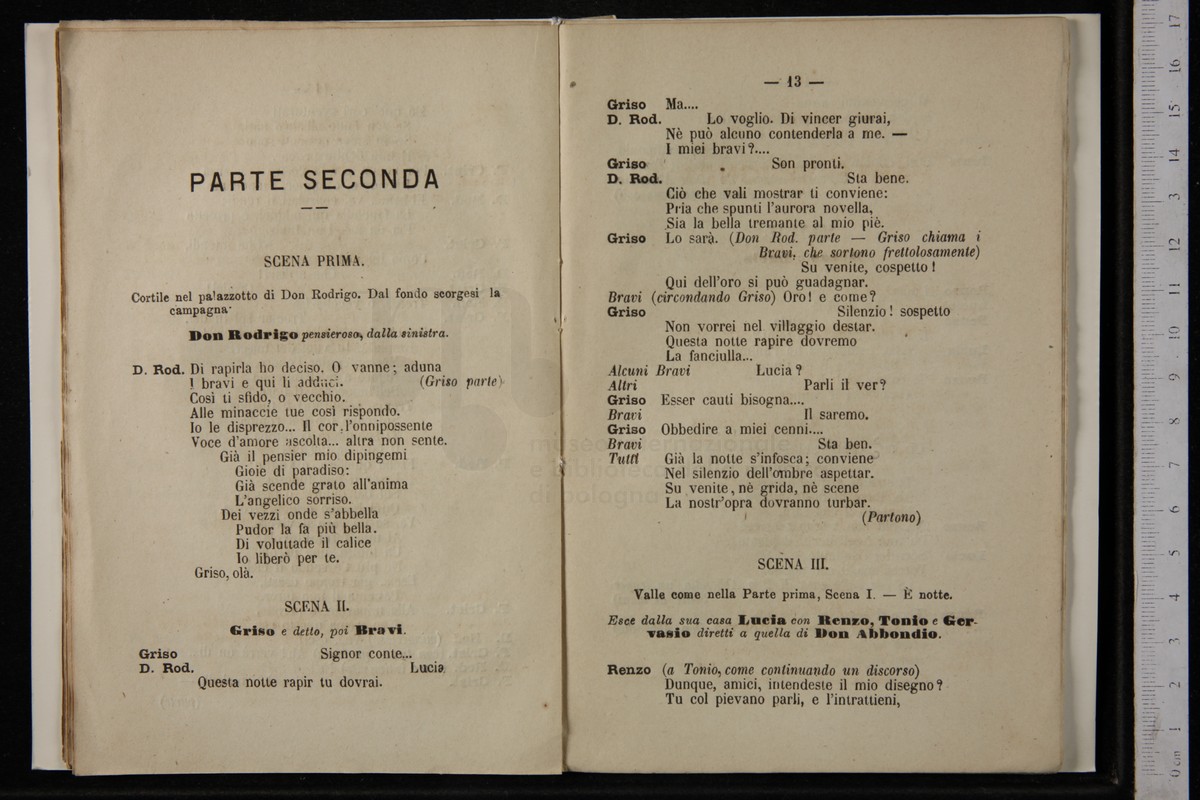 PARTE SECONDA
SCENA PRIMA.
Cortile nel palazzotto di Don Rodrigo. Dal fondo scorgesi la
campagna
Don Rodrigo pensieroso, dalla sinistra.
D. Rod. Di rapirla ho deciso. O vanne; aduna
I bravi e qui li adduci. (Griso parte)
Così ti sfido, o vecchio.
Alle minaccie tue così rispondo.
Io le disprezzo... Il cor, l'onnipossente
Voce d'amore ascolta... altra non sente.
Già il pensier mio dipingemi
Gioie di paradiso:
Già scende grato all'anima
L'angelico sorriso.
Dei vezzi onde s'abbella
Pudor la fa più bella.
Di voluttade il calice
Io liberò per te.
Griso, olà.
SCENA II.
Griso e detto, poi Bravi.
Griso Signor conte...
D. Rod. Lucia
Questa notte rapir tu dovrai.
— 13 —
Griso Ma....
D. Rod. Lo voglio. Di vincer giurai,
Nè può alcuno contenderla a me. —
I miei bravi?....
Griso Son pronti.
D. Rod. Sta bene.
Ciò che vali mostrar ti conviene:
Pria che spunti l'aurora novella,
Sia la bella tremante al mio piè.
Griso Lo sarà. (Don Rod. parte — Griso chiama i
Bravi, che sortono frettolosamente)
Su venite, cospetto!
Qui dell'oro si può guadagnar.
Bravi (circondando Griso) Oro! e come?
Griso Silenzio! sospetto
Non vorrei nel villaggio destar.
Questa notte rapire dovremo
La fanciulla...
Alcuni Bravi Lucia?
Altri Parli il ver?
Griso Esser cauti bisogna....
Bravi Il saremo.
Griso Obbedire a miei cenni....
Bravi Sta ben.
Tutti Già la notte s'infosca; conviene
Nel silenzio dell'ombre aspettar.
Su venite, nè grida, nè scene
La nostr'opra dovranno turbar.
(Partono)
SCENA III.
Valle come nella Parte prima, Scena I. — È notte.
Esce dalla sua casa Lucia con Renzo, Tonio e Ger-
vasio diretti a quella di Don Abbondio.
Renzo (a Tonio, come continuando un discorso)
Dunque, amici, intendeste il mio disegno?
Tu col pievano parli, e l'intrattieni,